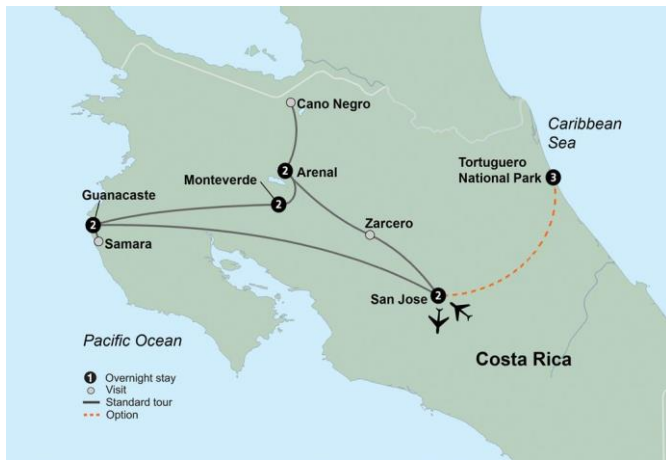 Cano Negro
Caribbean
Sea
2
Arenal
Tortuguero
National Park
3
Monteverde
2
Guanacaste
2
Samara
Zarcero
San Jose
2
Pacific Ocean
Costa Rica
1 Overnight stay
Visit
Standard tour
Option